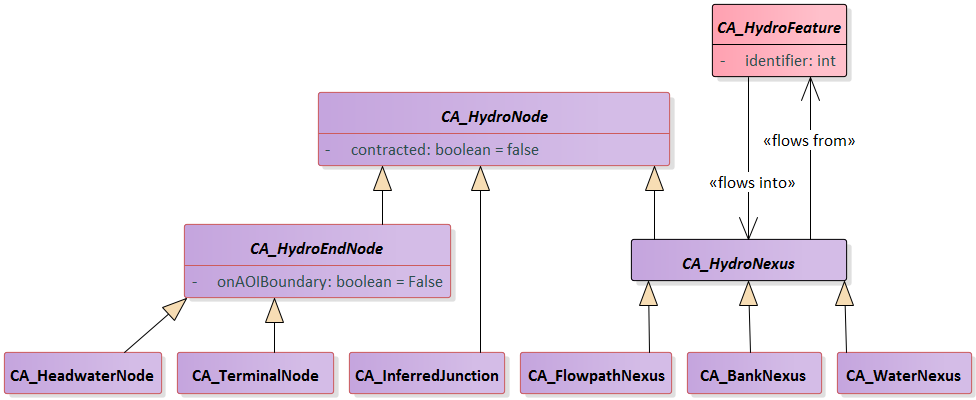 CA_HydroFeature
- identifier: int
CA_HydroNode
- contracted: boolean = false
«flows from»
«flows into»
CA_HydroEndNode
- onAOIBoundary: boolean = False
CA_HydroNexus
CA_HeadwaterNode
CA_TerminalNode
CA_InferredJunction
CA_FlowpathNexus
CA_BankNexus
CA_WaterNexus